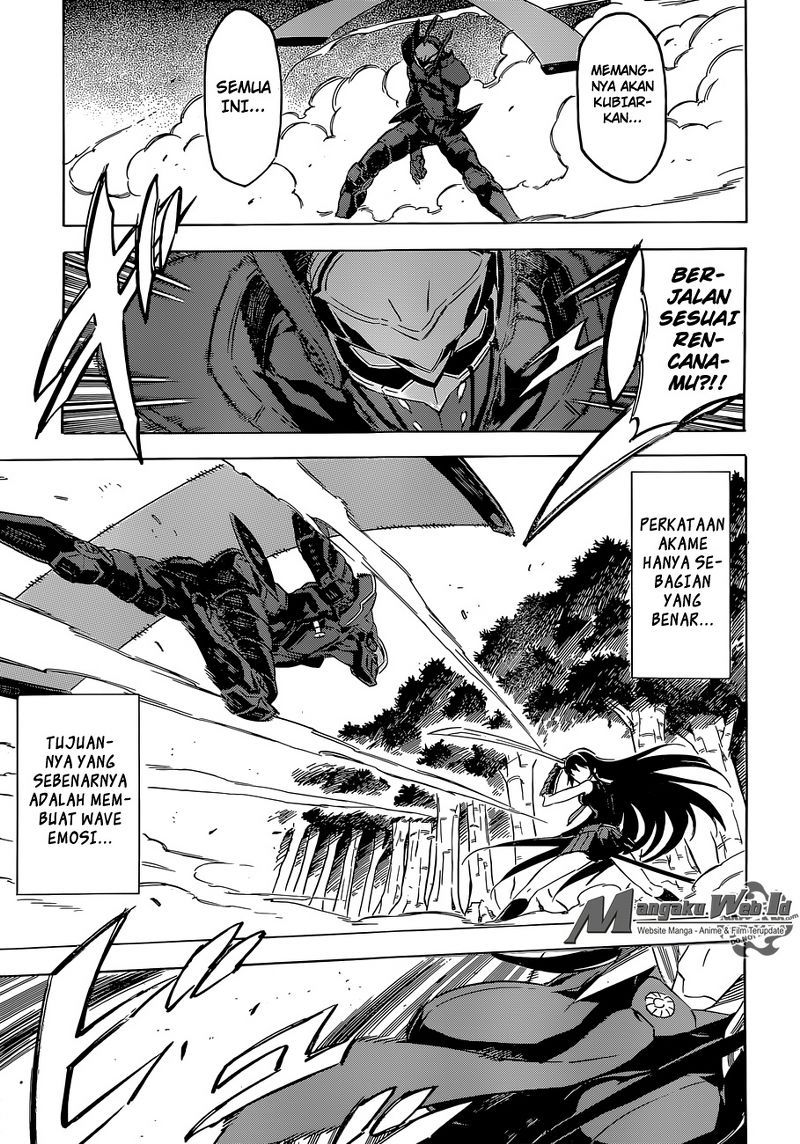 MEMANG-
NYA AKAN
KUBIAR-
KAN...
SEMUA
INI...
BER-
JALAN
SESUAI
REN-
CANA-
MU?!!
PERKATAAN
AKAME
HANYA SE-
BAGIAN
YANG
BENAR...
TUJUAN-
NYA YANG
SEBENARNYA
ADALAH MEM-
BUAT WAVE
EMOSI...
Mangaku Web Id
.com
Website Manga - Anime & Film Terupdate